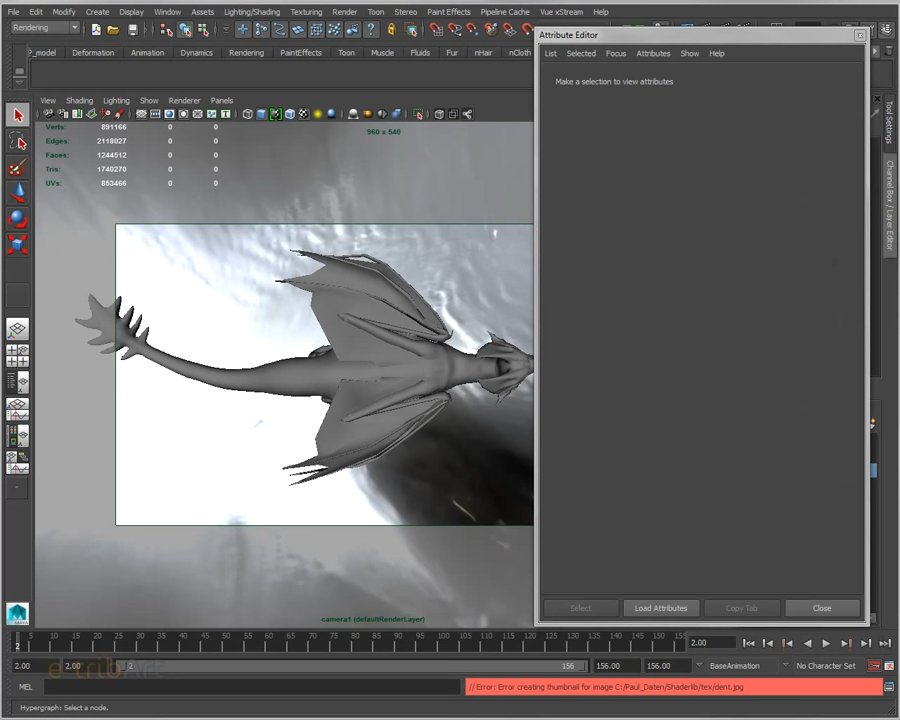 File Edit Modify Create Display Window Assets Lighting/Shading Texturing Render Toon Stereo Paint Effects Pipeline Cache Vue xStream Help
Rendering
_model Deformation Animation Dynamics Rendering PaintEffects Toon Muscle Fluids Fur nHair nCloth
Attribute Editor
List Selected Focus Attributes Show Help
Make a selection to view attributes
View Shading Lighting Show Renderer Panels
Verts: 891166 0 0
Edges: 2118027 0 0
Faces: 1244512 0 0
Tris: 1740270 0 0
UVs: 853466 0 0
960 x 540
Tool Settings
Channel Box / Layer Editor
camera1 (defaultRenderLayer)
Select Load Attributes Copy Tab Close
5 10 15 20 25 30 35 40 45 50 55 60 65 70 75 80 85 90 95 100 105 110 115 120 125 130 135 140 145 150 155
2
2.00
2.00 2.00 2 156 156.00 156.00 BaseAnimation No Character Set
MEL
// Error: Error creating thumbnail for image C:/Paul_Daten/Shaderlib/tex/dent.jpg
Hypergraph: Select a node.